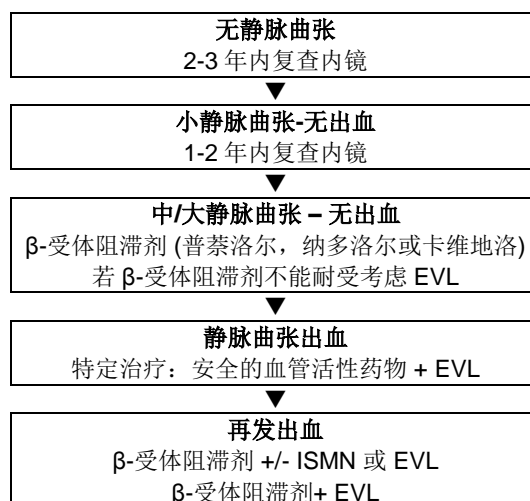 无静脉曲张
2-3 年内复查内镜
小静脉曲张-无出血
1-2 年内复查内镜
中/大静脉曲张 – 无出血
β-受体阻滞剂 (普萘洛尔，纳多洛尔或卡维地洛)
若 β-受体阻滞剂不能耐受考虑 EVL
静脉曲张出血
特定治疗：安全的血管活性药物 + EVL
再发出血
β-受体阻滞剂 +/- ISMN 或 EVL
β-受体阻滞剂+ EVL